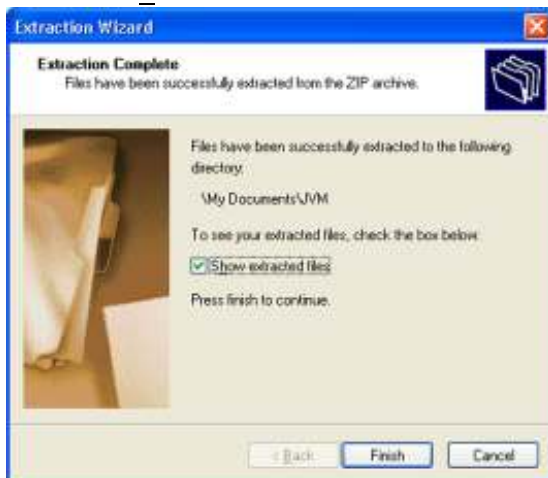 Extraction Wizard
Extraction Complete
Files have been successfully extracted from the ZIP archive.
Files have been successfully extracted to the following
directory:
\My Documents\JVM
To see your extracted files, check the box below:
Show extracted files
Press finish to continue.
< Back
Finish
Cancel